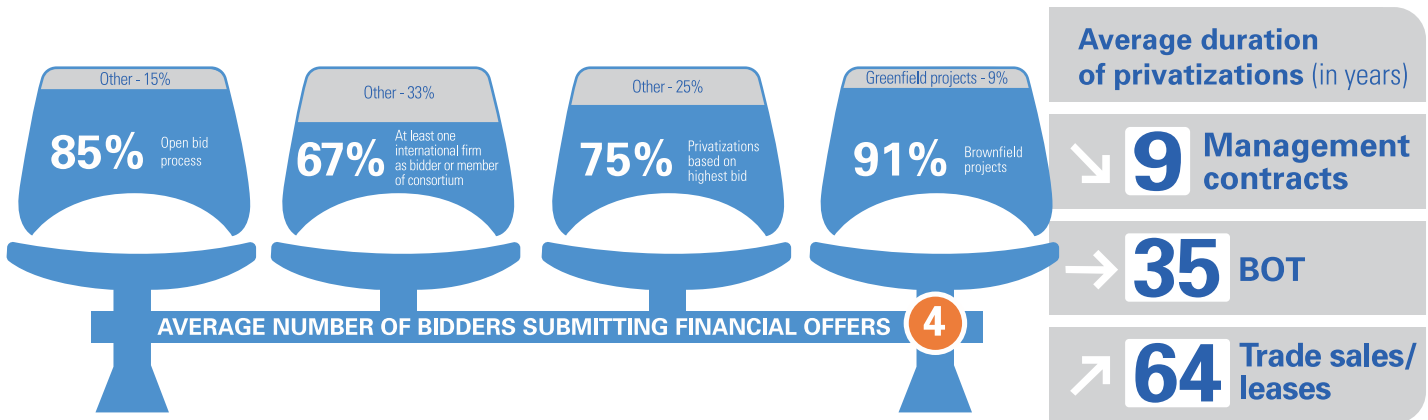 Other - 15%
85%
Open bid
process
Other - 33%
67%
At least one
international firm
as bidder or member
of consortium
Other - 25%
75%
Privatizations
based on
highest bid
Greenfield projects - 9%
91%
Brownfield
projects
AVERAGE NUMBER OF BIDDERS SUBMITTING FINANCIAL OFFERS 4
Average duration
of privatizations (in years)
9 Management
contracts
35 BOT
64 Trade sales/
leases